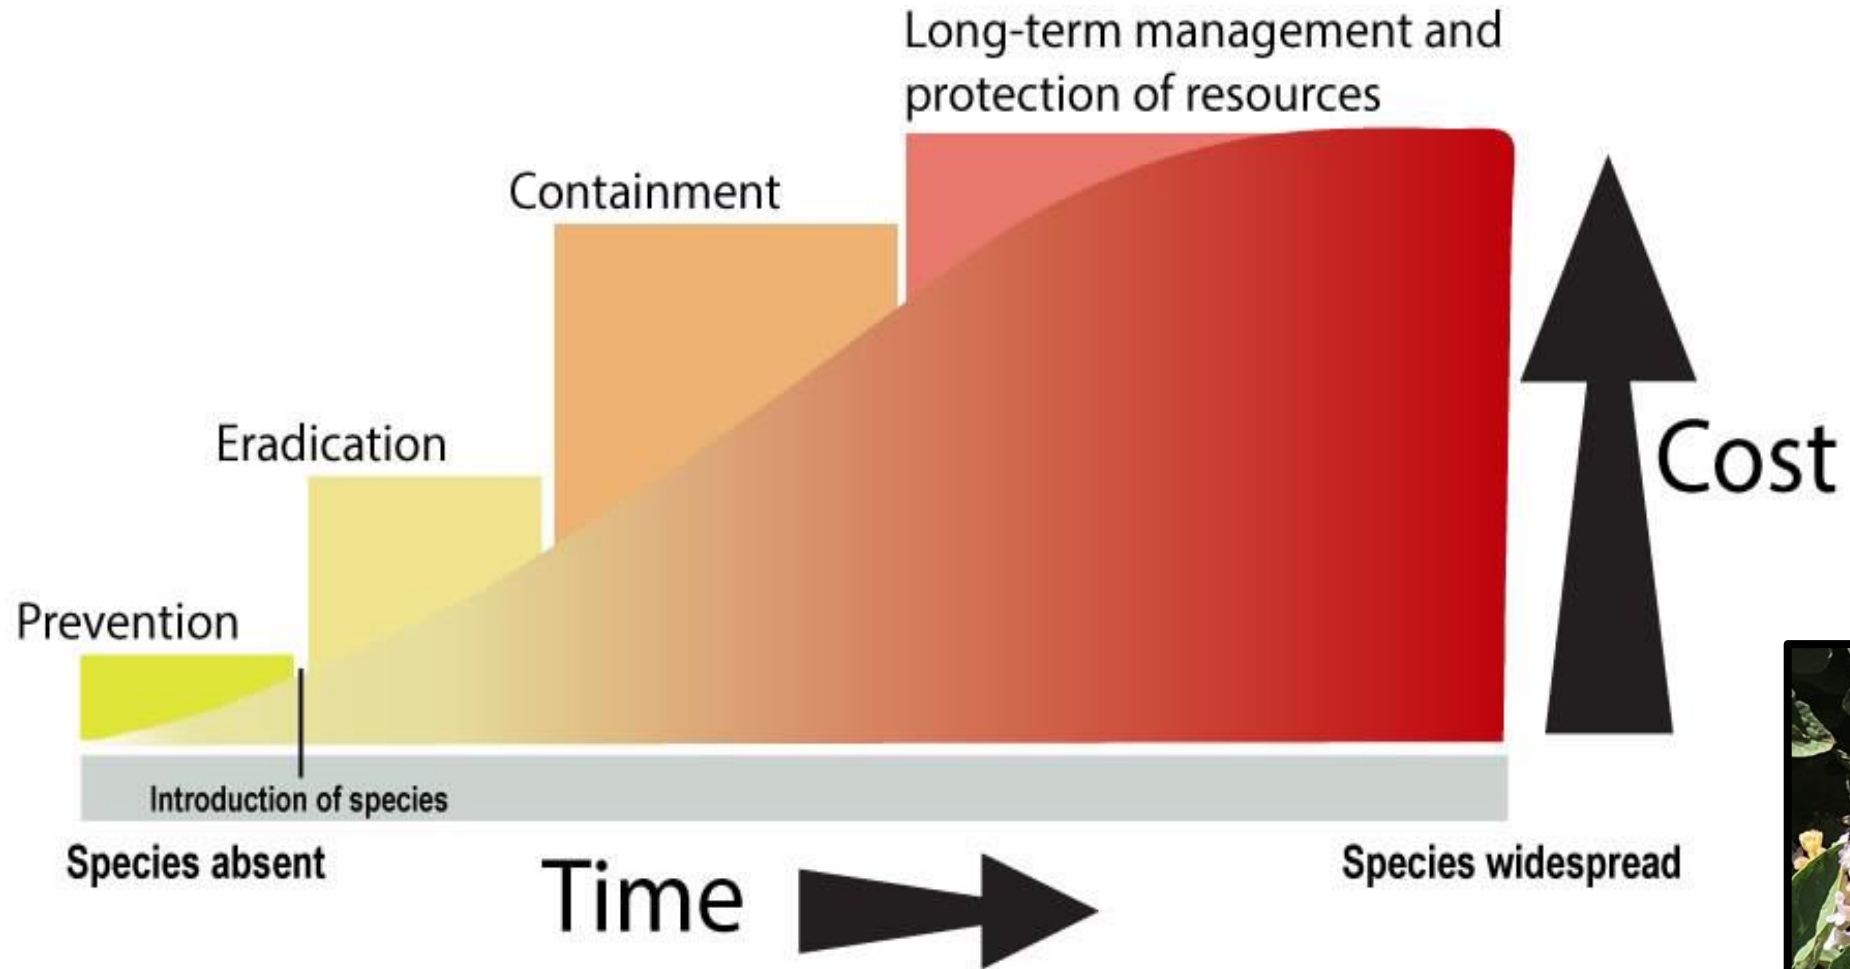 Long-term management and
protection of resources
Containment
Eradication
Prevention
Cost
Introduction of species
Species absent
Species widespread
Time